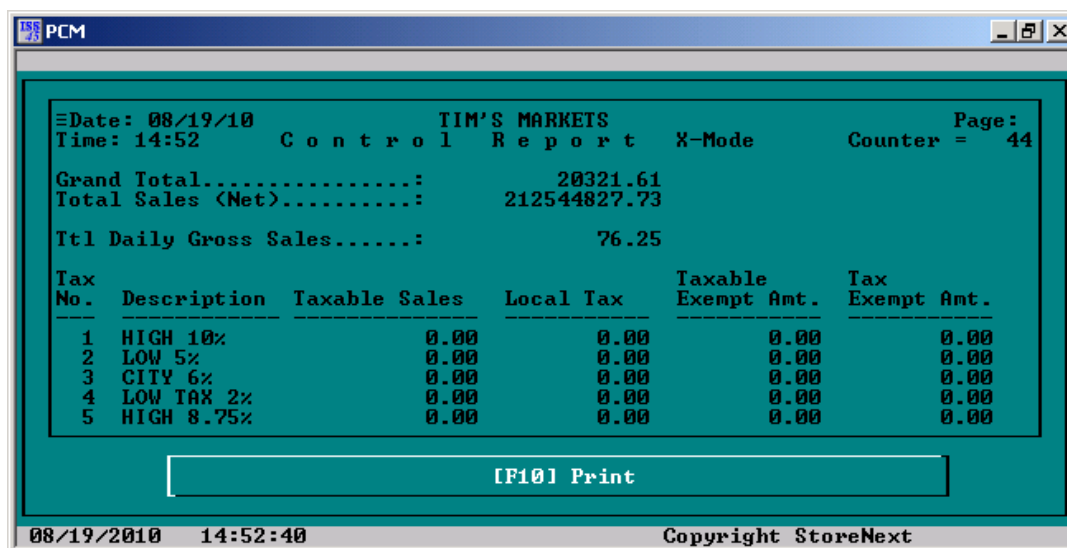 ISS 45 PCM
≡Date: 08/19/10 TIM'S MARKETS Page:
Time: 14:52 C o n t r o l R e p o r t X-Mode Counter = 44
Grand Total................: 20321.61
Total Sales (Net)..........: 212544827.73
Ttl Daily Gross Sales......: 76.25
Tax Taxable Tax
No. Description Taxable Sales Local Tax Exempt Amt. Exempt Amt.
1 HIGH 10% 0.00 0.00 0.00 0.00
2 LOW 5% 0.00 0.00 0.00 0.00
3 CITY 6% 0.00 0.00 0.00 0.00
4 LOW TAX 2% 0.00 0.00 0.00 0.00
5 HIGH 8.75% 0.00 0.00 0.00 0.00
[F10] Print
08/19/2010 14:52:40 Copyright StoreNext